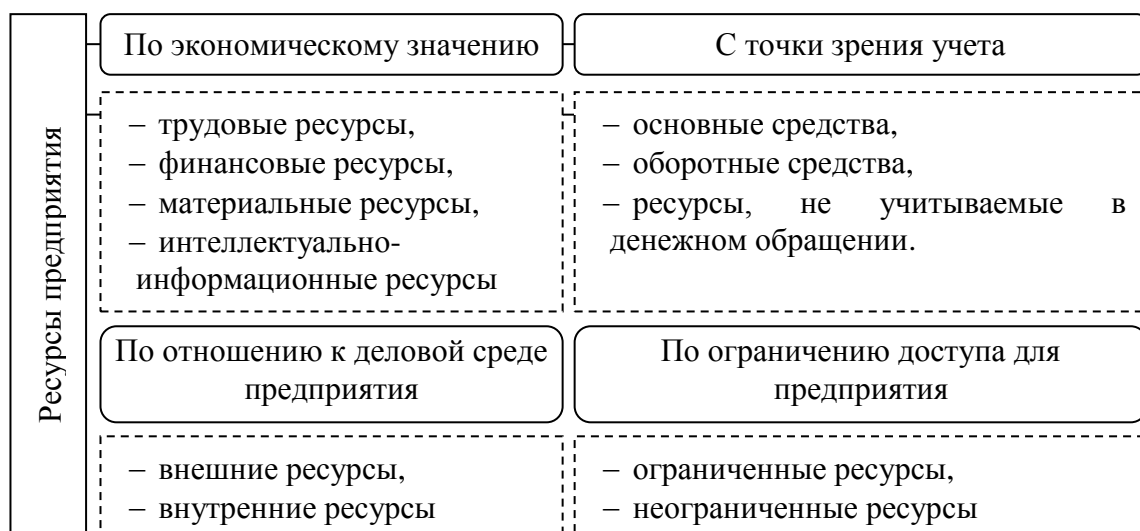 Ресурсы предприятия
По экономическому значению
С точки зрения учета
– трудовые ресурсы,
– финансовые ресурсы,
– материальные ресурсы,
– интеллектуально-
информационные ресурсы
– основные средства,
– оборотные средства,
– ресурсы, не учитываемые в
денежном обращении.
По отношению к деловой среде
предприятия
По ограничению доступа для
предприятия
– внешние ресурсы,
– внутренние ресурсы
– ограниченные ресурсы,
– неограниченные ресурсы